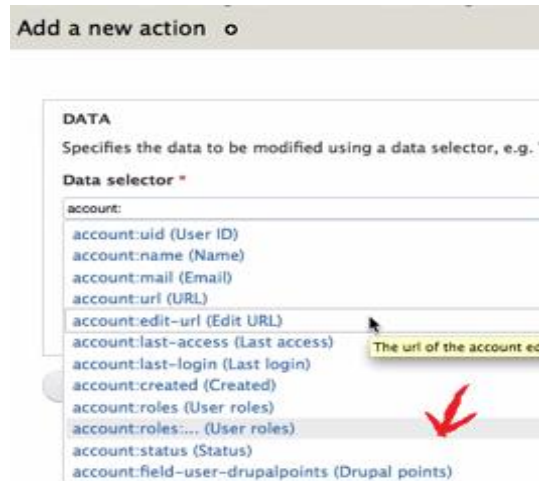 Add a new action
DATA
Specifies the data to be modified using a data selector, e.g.
Data selector *
account:
account:uid (User ID)
account:name (Name)
account:mail (Email)
account:url (URL)
account:edit-url (Edit URL)
account:last-access (Last access)
The url of the account ed
account:last-login (Last login)
account:created (Created)
account:roles (User roles)
account:roles:... (User roles)
account:status (Status)
account:field-user-drupalpoints (Drupal points)